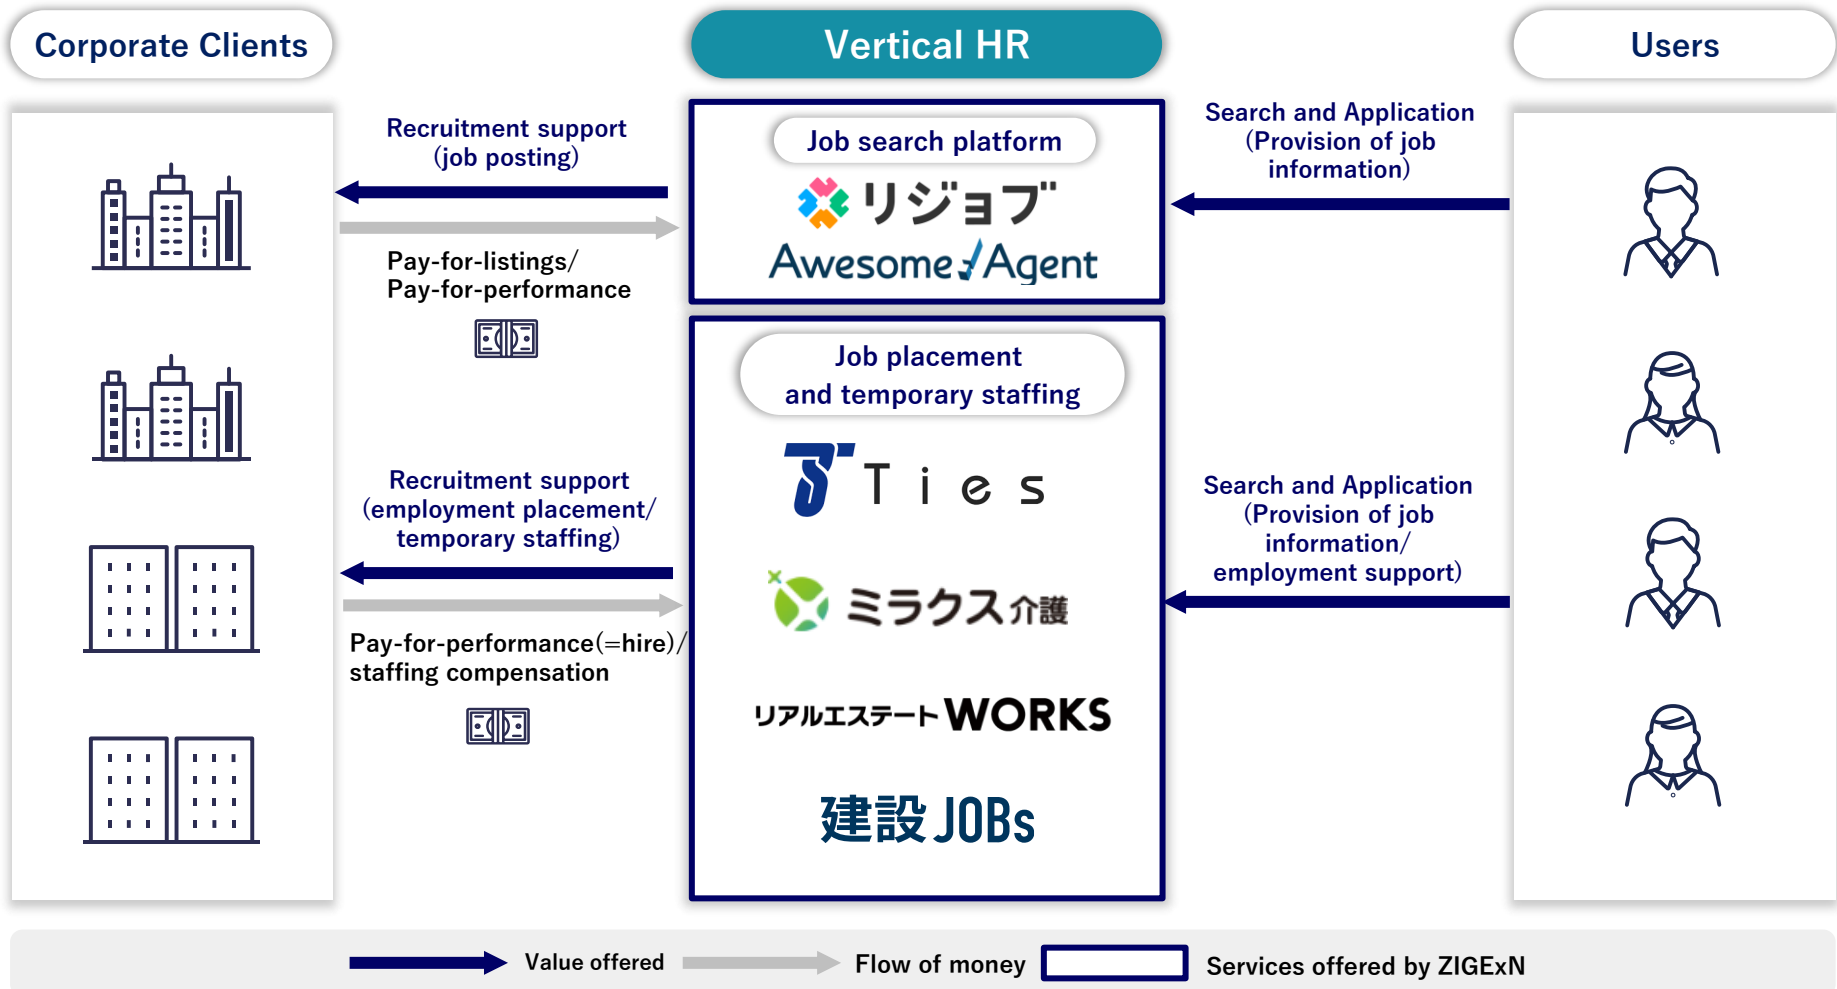 Corporate Clients
Vertical HR
Users
Recruitment support
(job posting)
Pay-for-listings/
Pay-for-performance
Job search platform
リジョブ
Awesome Agent
Search and Application
(Provision of job
information)
Job placement
and temporary staffing
Ties
ミラクス介護
リアルエステートWORKS
建設JOBs
Recruitment support
(employment placement/
temporary staffing)
Pay-for-performance(=hire)/
staffing compensation
Search and Application
(Provision of job
information/
employment support)
Value offered
Flow of money
Services offered by ZIGExN